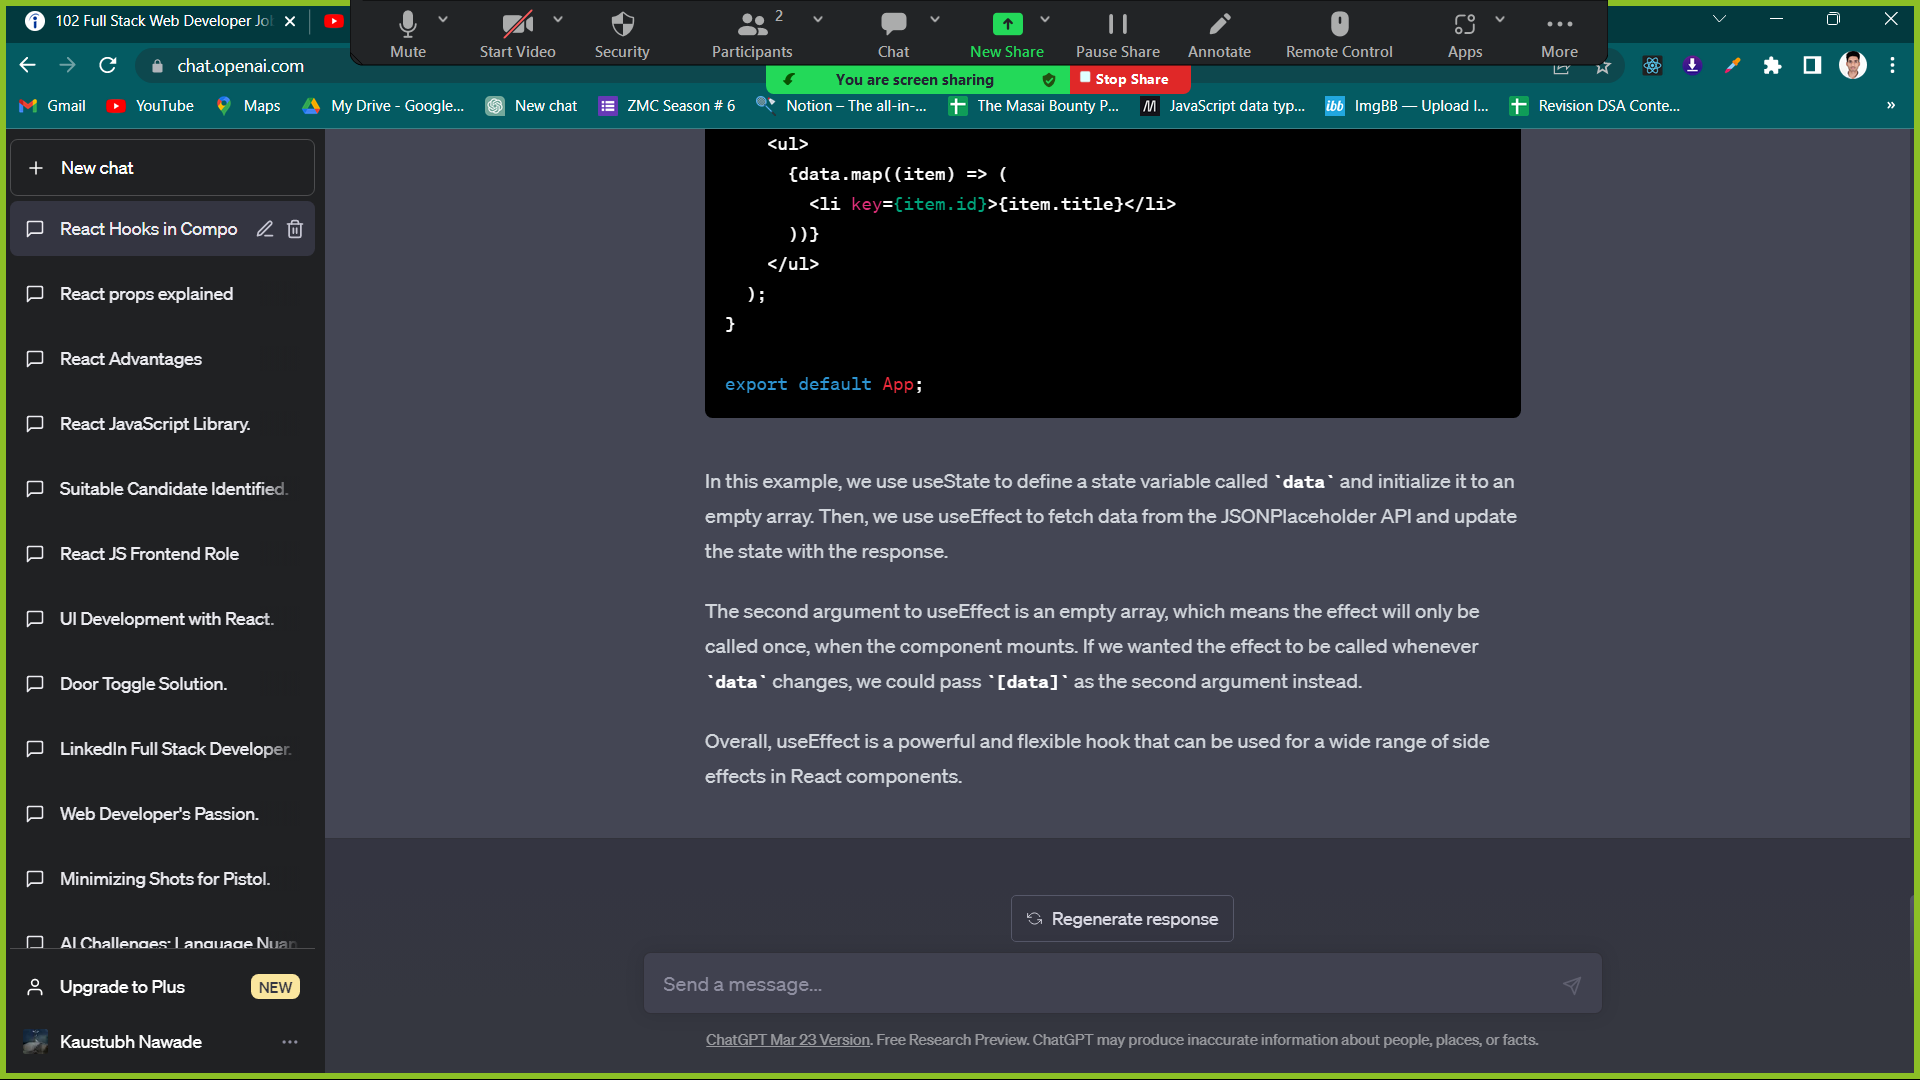 102 Full Stack Web Developer Jo
Mute
Start Video
Security
Participants
2
Chat
New Share
Pause Share
Annotate
Remote Control
Apps
More
chat.openai.com
You are screen sharing
Stop Share
Gmail
YouTube
Maps
My Drive - Google...
New chat
ZMC Season # 6
Notion – The all-in-...
The Masai Bounty P...
JavaScript data typ...
ibb ImgBB — Upload I...
Revision DSA Conte...
»
New chat
React Hooks in Compo
React props explained
React Advantages
React JavaScript Library.
Suitable Candidate Identified.
React JS Frontend Role
UI Development with React.
Door Toggle Solution.
LinkedIn Full Stack Developer.
Web Developer's Passion.
Minimizing Shots for Pistol.
AI Challenges: Language Nuan
Upgrade to Plus
NEW
Kaustubh Nawade
<ul>
{data.map((item) => (
<li key={item.id}>{item.title}</li>
))}
</ul>
);
}
export default App;
In this example, we use useState to define a state variable called `data` and initialize it to an
empty array. Then, we use useEffect to fetch data from the JSONPlaceholder API and update
the state with the response.
The second argument to useEffect is an empty array, which means the effect will only be
called once, when the component mounts. If we wanted the effect to be called whenever
`data` changes, we could pass `[data]` as the second argument instead.
Overall, useEffect is a powerful and flexible hook that can be used for a wide range of side
effects in React components.
Regenerate response
Send a message...
ChatGPT Mar 23 Version. Free Research Preview. ChatGPT may produce inaccurate information about people, places, or facts.